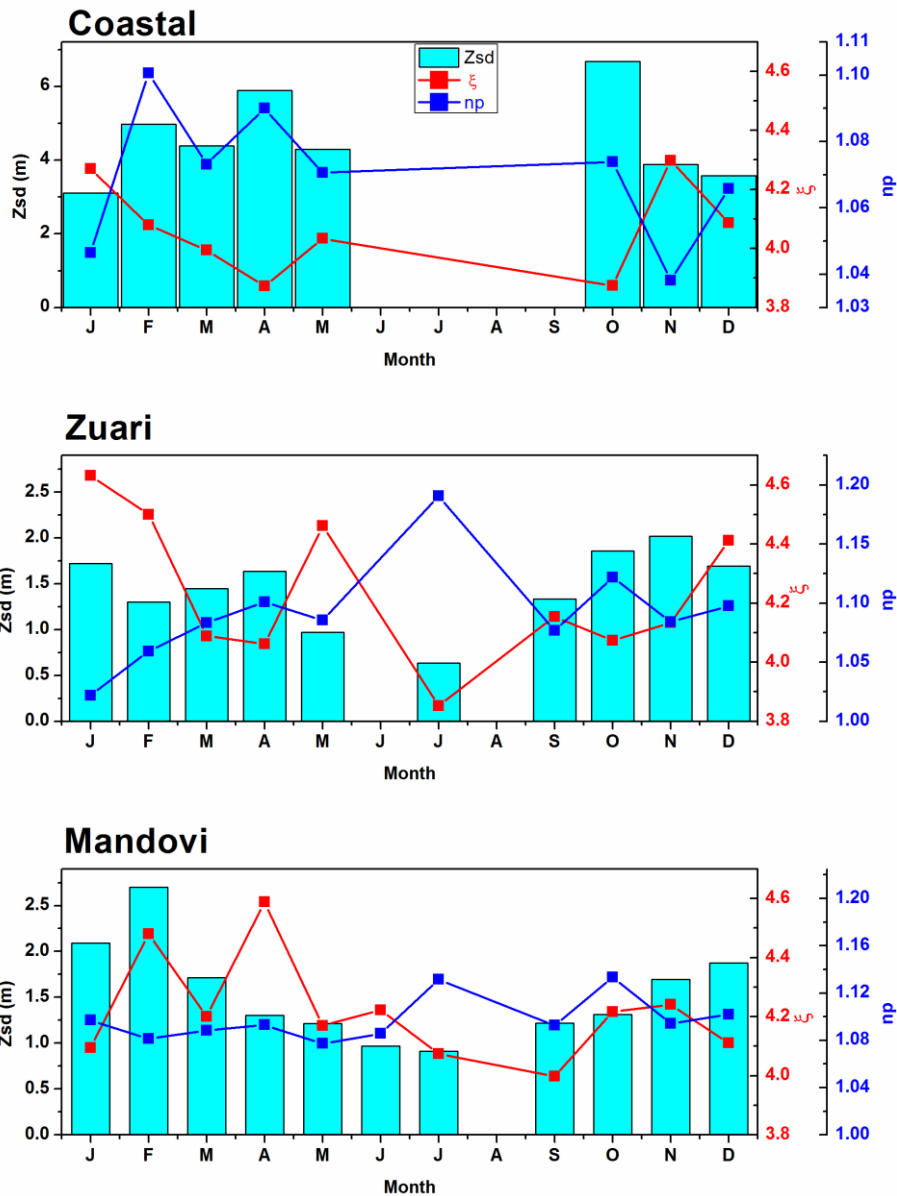 Coastal
Zsd
ξ
np
Zsd (m)
6
4
2
0
4.6
4.4
4.2
4.0
3.8
ξ
1.11
1.10
1.08
1.06
1.04
1.03
np
J F M A M J J A S O N D
Month
Zuari
Zsd (m)
2.5
2.0
1.5
1.0
0.5
0.0
4.6
4.4
4.2
4.0
3.8
ξ
1.20
1.15
1.10
1.05
1.00
np
J F M A M J J A S O N D
Month
Mandovi
Zsd (m)
2.5
2.0
1.5
1.0
0.5
0.0
4.6
4.4
4.2
4.0
3.8
ξ
1.20
1.16
1.12
1.08
1.04
1.00
np
J F M A M J J A S O N D
Month